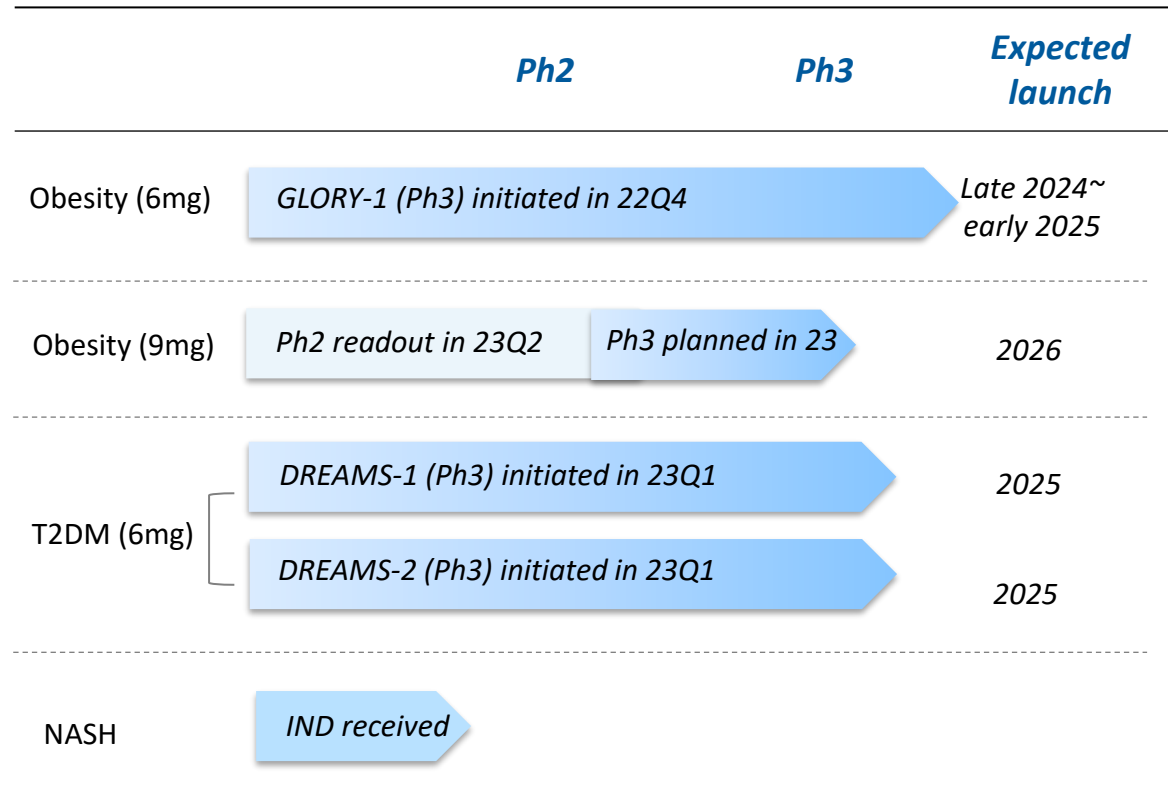 Ph2
Ph3
Expected
launch
Obesity (6mg)
GLORY-1 (Ph3) initiated in 22Q4
Late 2024~
early 2025
Obesity (9mg)
Ph2 readout in 23Q2
Ph3 planned in 23
2026
T2DM (6mg)
DREAMS-1 (Ph3) initiated in 23Q1
2025
DREAMS-2 (Ph3) initiated in 23Q1
2025
NASH
IND received